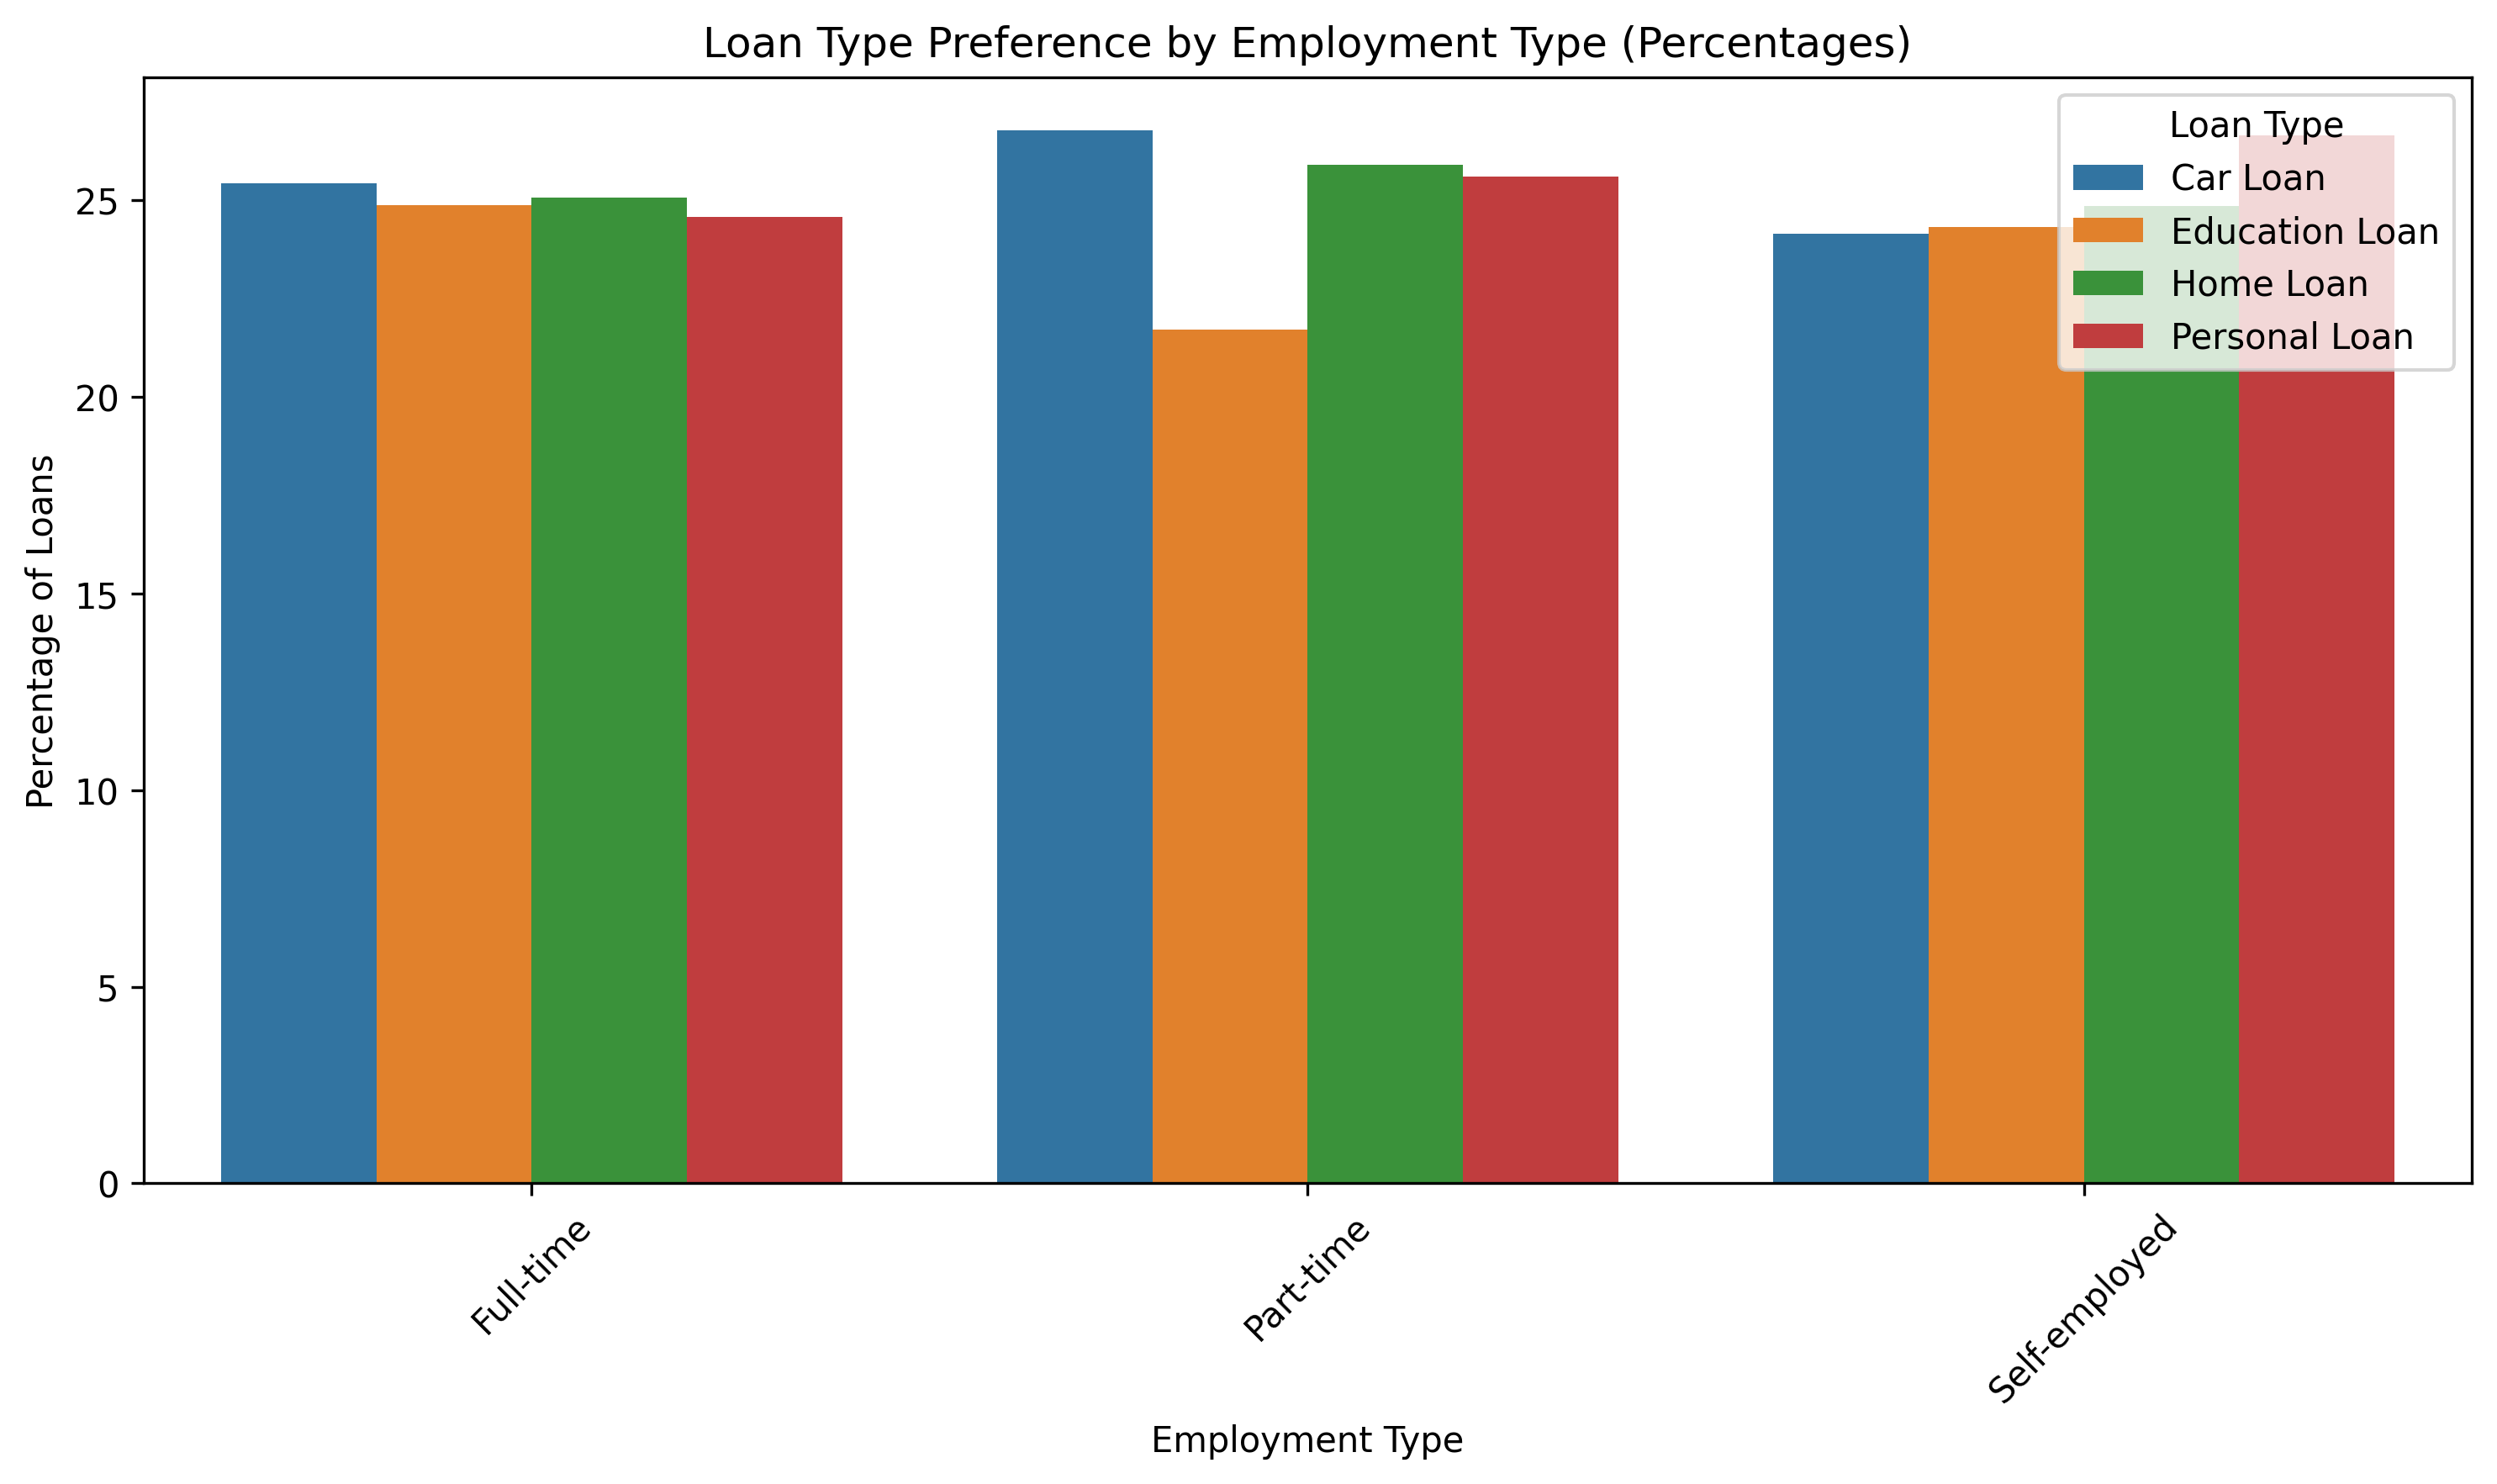 Loan Type Preference by Employment Type (Percentages)
Loan Type
Car Loan
Education Loan
Home Loan
Personal Loan
Percentage of Loans
25
20
15
10
5
0
Full-time
Part-time
Self-employed
Employment Type